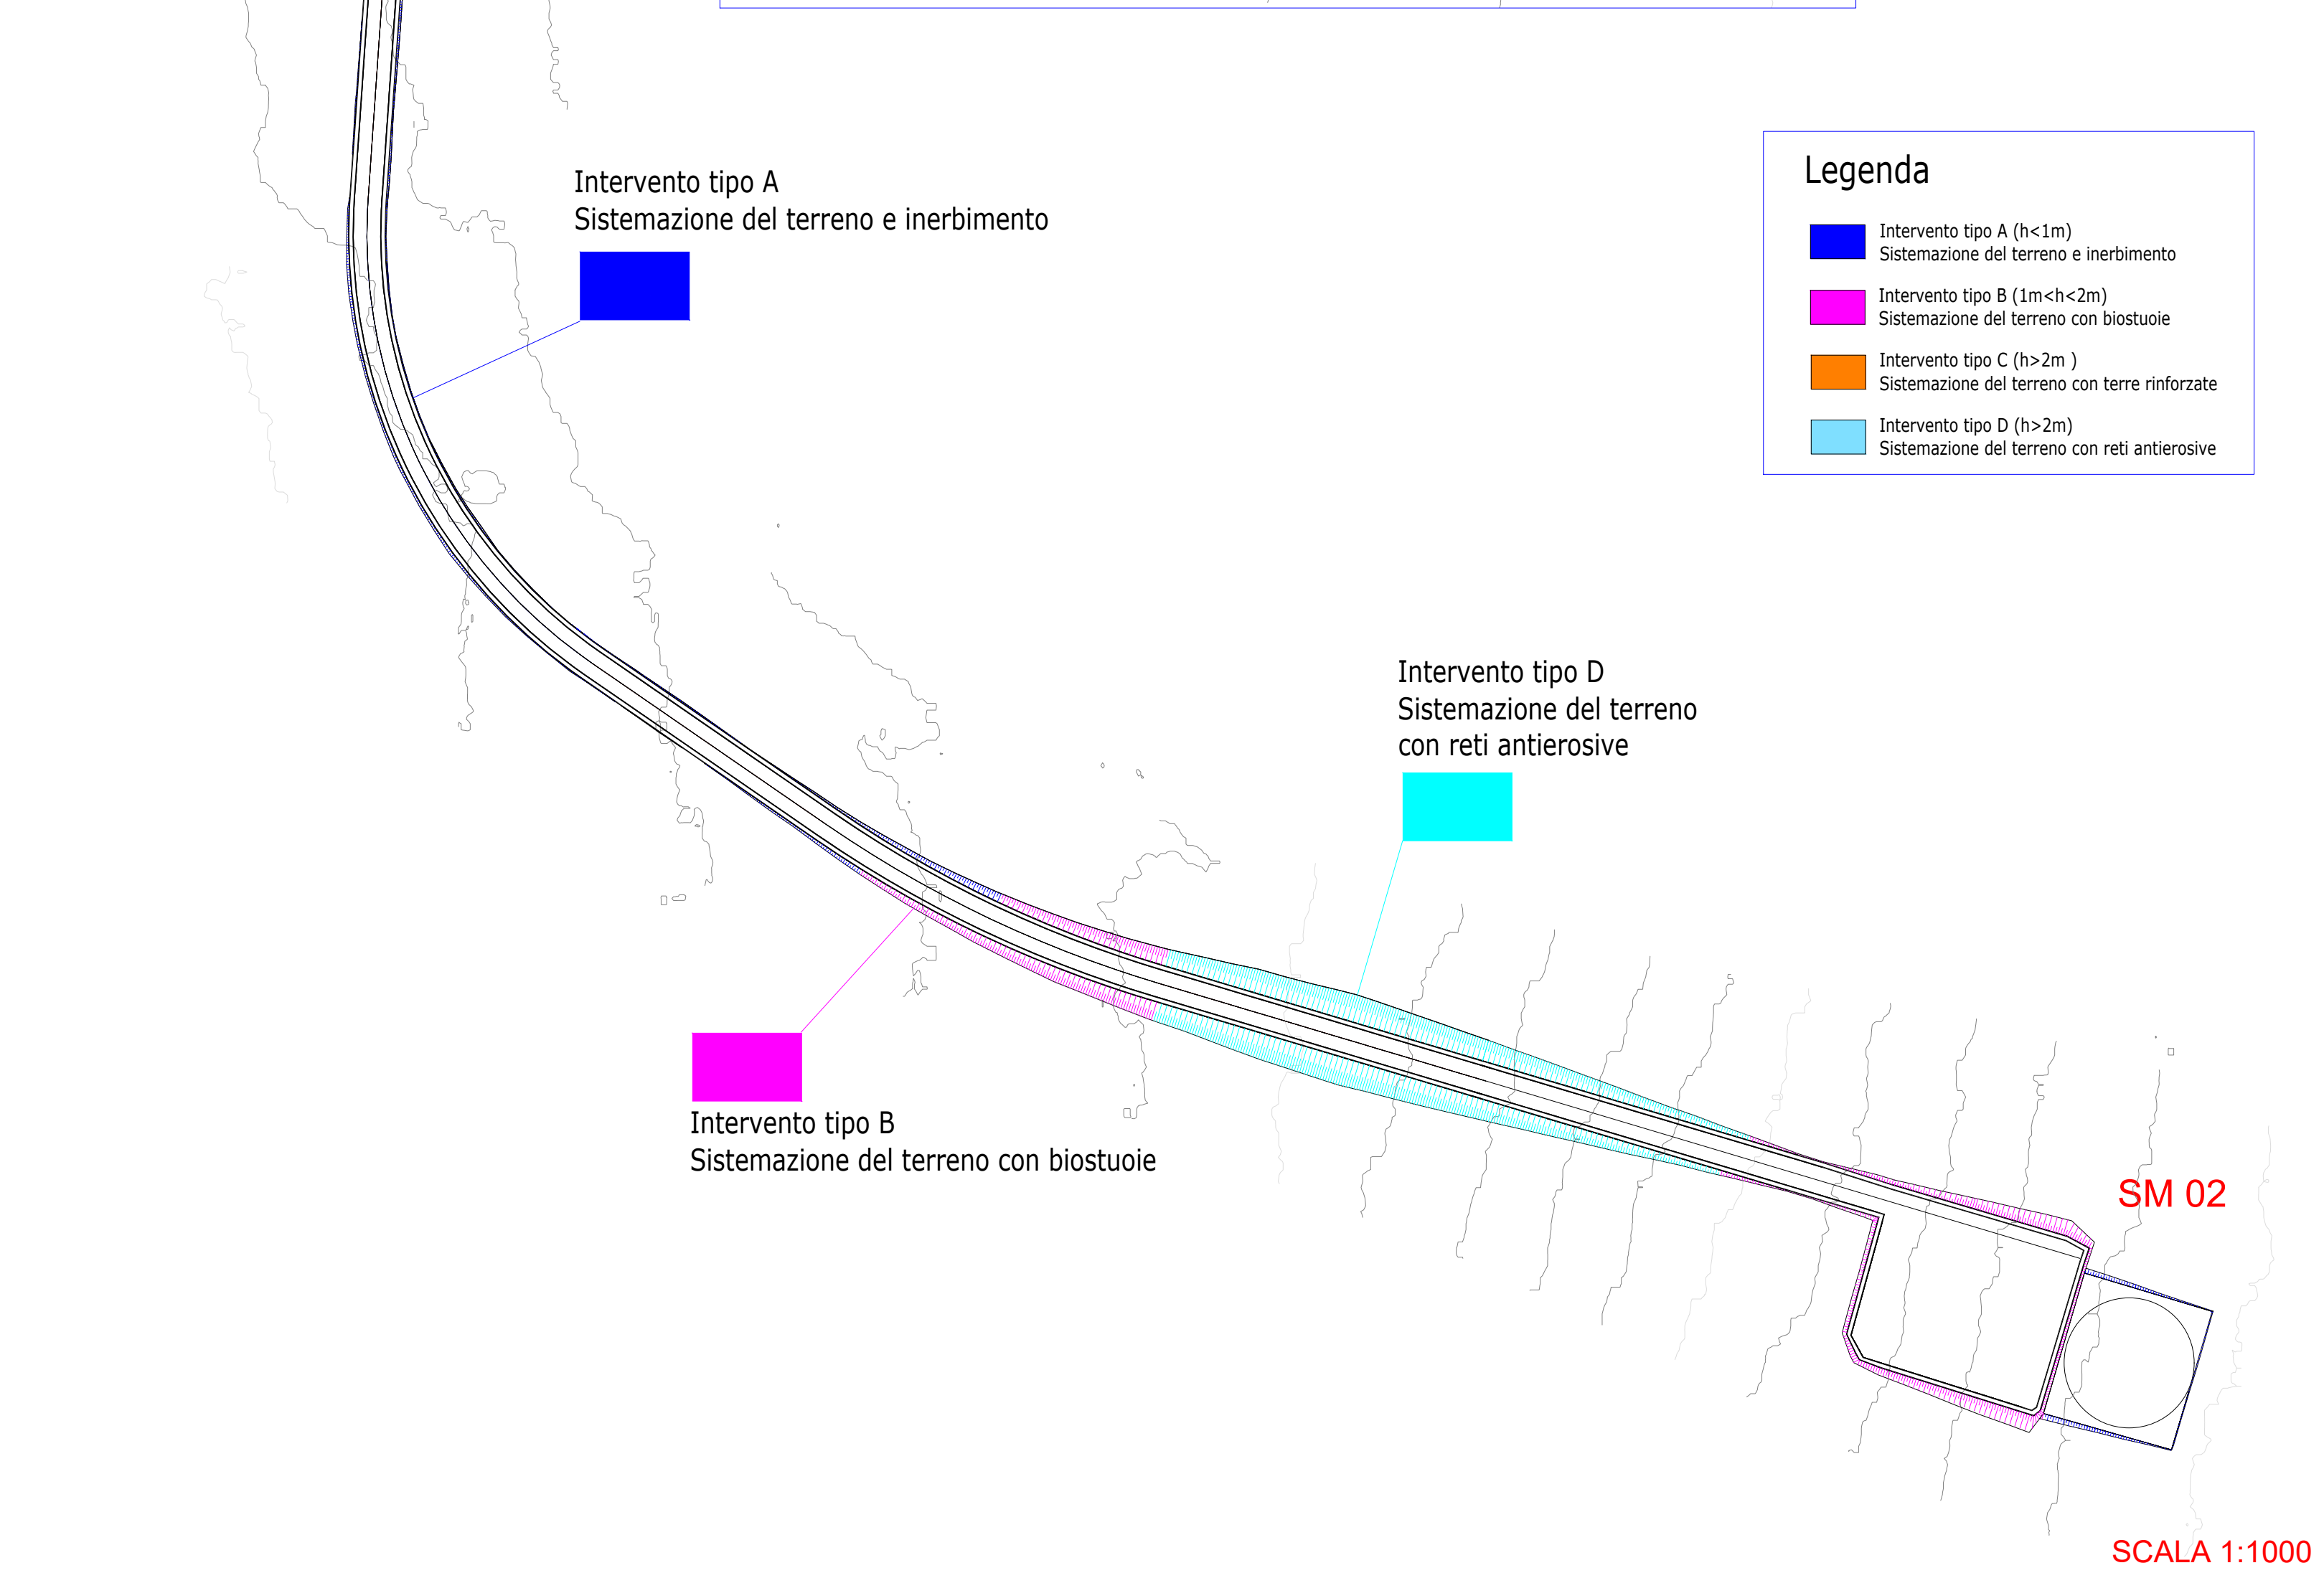 Intervento tipo A
Sistemazione del terreno e inerbimento
Legenda
Intervento tipo A (h<1m)
Sistemazione del terreno e inerbimento
Intervento tipo B (1m<h<2m)
Sistemazione del terreno con biostuoie
Intervento tipo C (h>2m )
Sistemazione del terreno con terre rinforzate
Intervento tipo D (h>2m)
Sistemazione del terreno con reti antierosive
Intervento tipo D
Sistemazione del terreno
con reti antierosive
Intervento tipo B
Sistemazione del terreno con biostuoie
SM 02
SCALA 1:1000